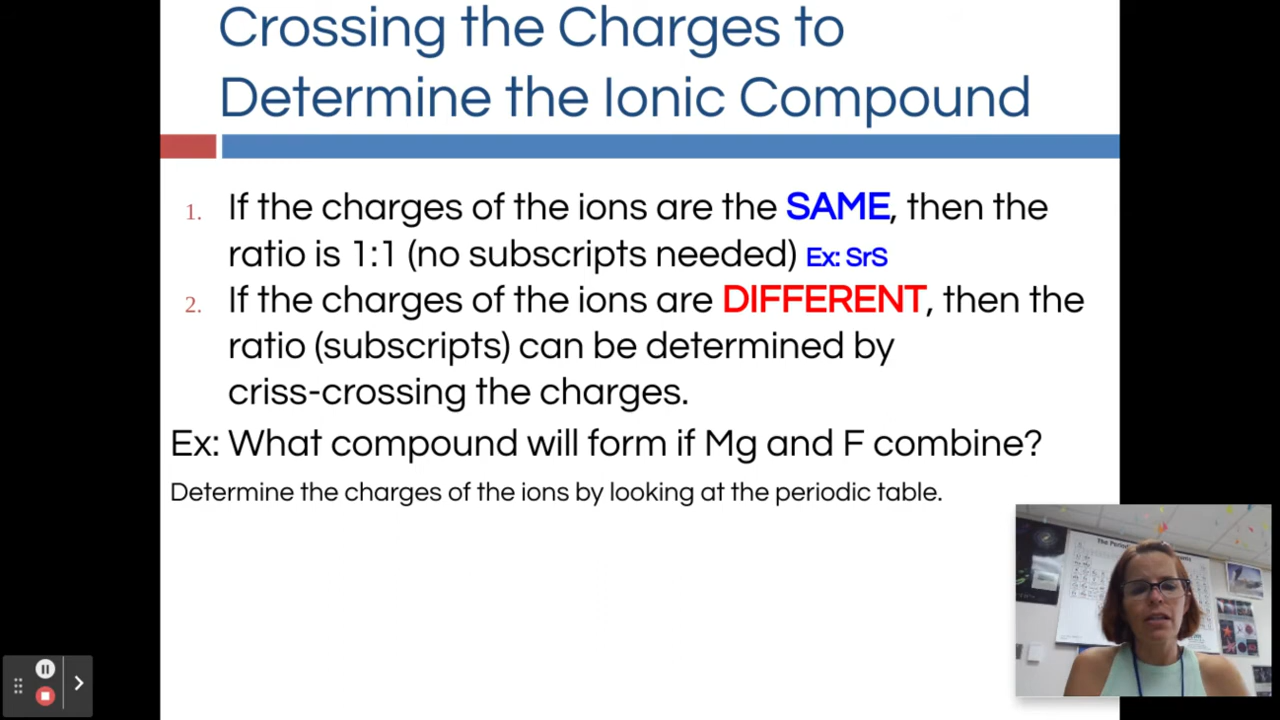 Crossing the Charges to
Determine the Ionic Compound
1. If the charges of the ions are the SAME, then the
ratio is 1:1 (no subscripts needed) Ex: SrS
2. If the charges of the ions are DIFFERENT, then the
ratio (subscripts) can be determined by
criss-crossing the charges.
Ex: What compound will form if Mg and F combine?
Determine the charges of the ions by looking at the periodic table.
The Peri